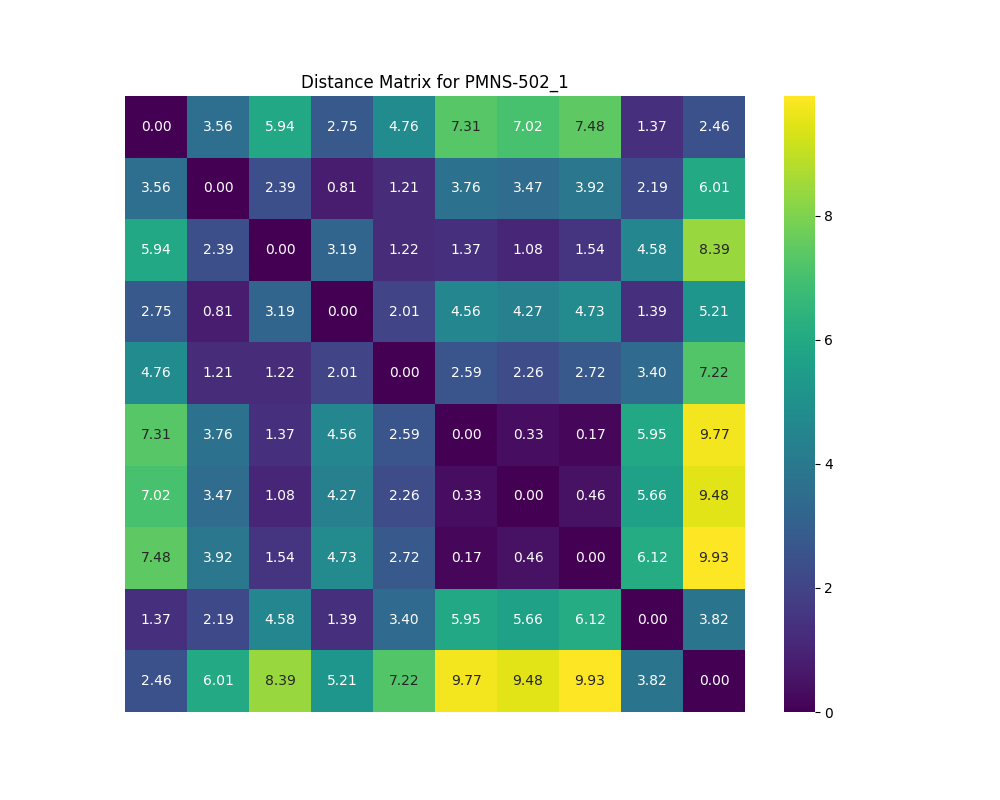 Distance Matrix for PMNS-502_1
0.00 3.56 5.94 2.75 4.76 7.31 7.02 7.48 1.37 2.46
3.56 0.00 2.39 0.81 1.21 3.76 3.47 3.92 2.19 6.01
5.94 2.39 0.00 3.19 1.22 1.37 1.08 1.54 4.58 8.39
2.75 0.81 3.19 0.00 2.01 4.56 4.27 4.73 1.39 5.21
4.76 1.21 1.22 2.01 0.00 2.59 2.26 2.72 3.40 7.22
7.31 3.76 1.37 4.56 2.59 0.00 0.33 0.17 5.95 9.77
7.02 3.47 1.08 4.27 2.26 0.33 0.00 0.46 5.66 9.48
7.48 3.92 1.54 4.73 2.72 0.17 0.46 0.00 6.12 9.93
1.37 2.19 4.58 1.39 3.40 5.95 5.66 6.12 0.00 3.82
2.46 6.01 8.39 5.21 7.22 9.77 9.48 9.93 3.82 0.00
8
6
4
2
0